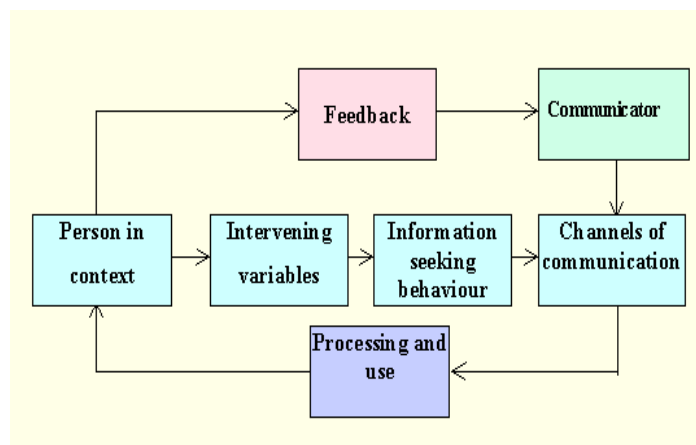 Feedback
Communicator
Person in
context
Intervening
variables
Information
seeking
behaviour
Channels of
communication
Processing and
use